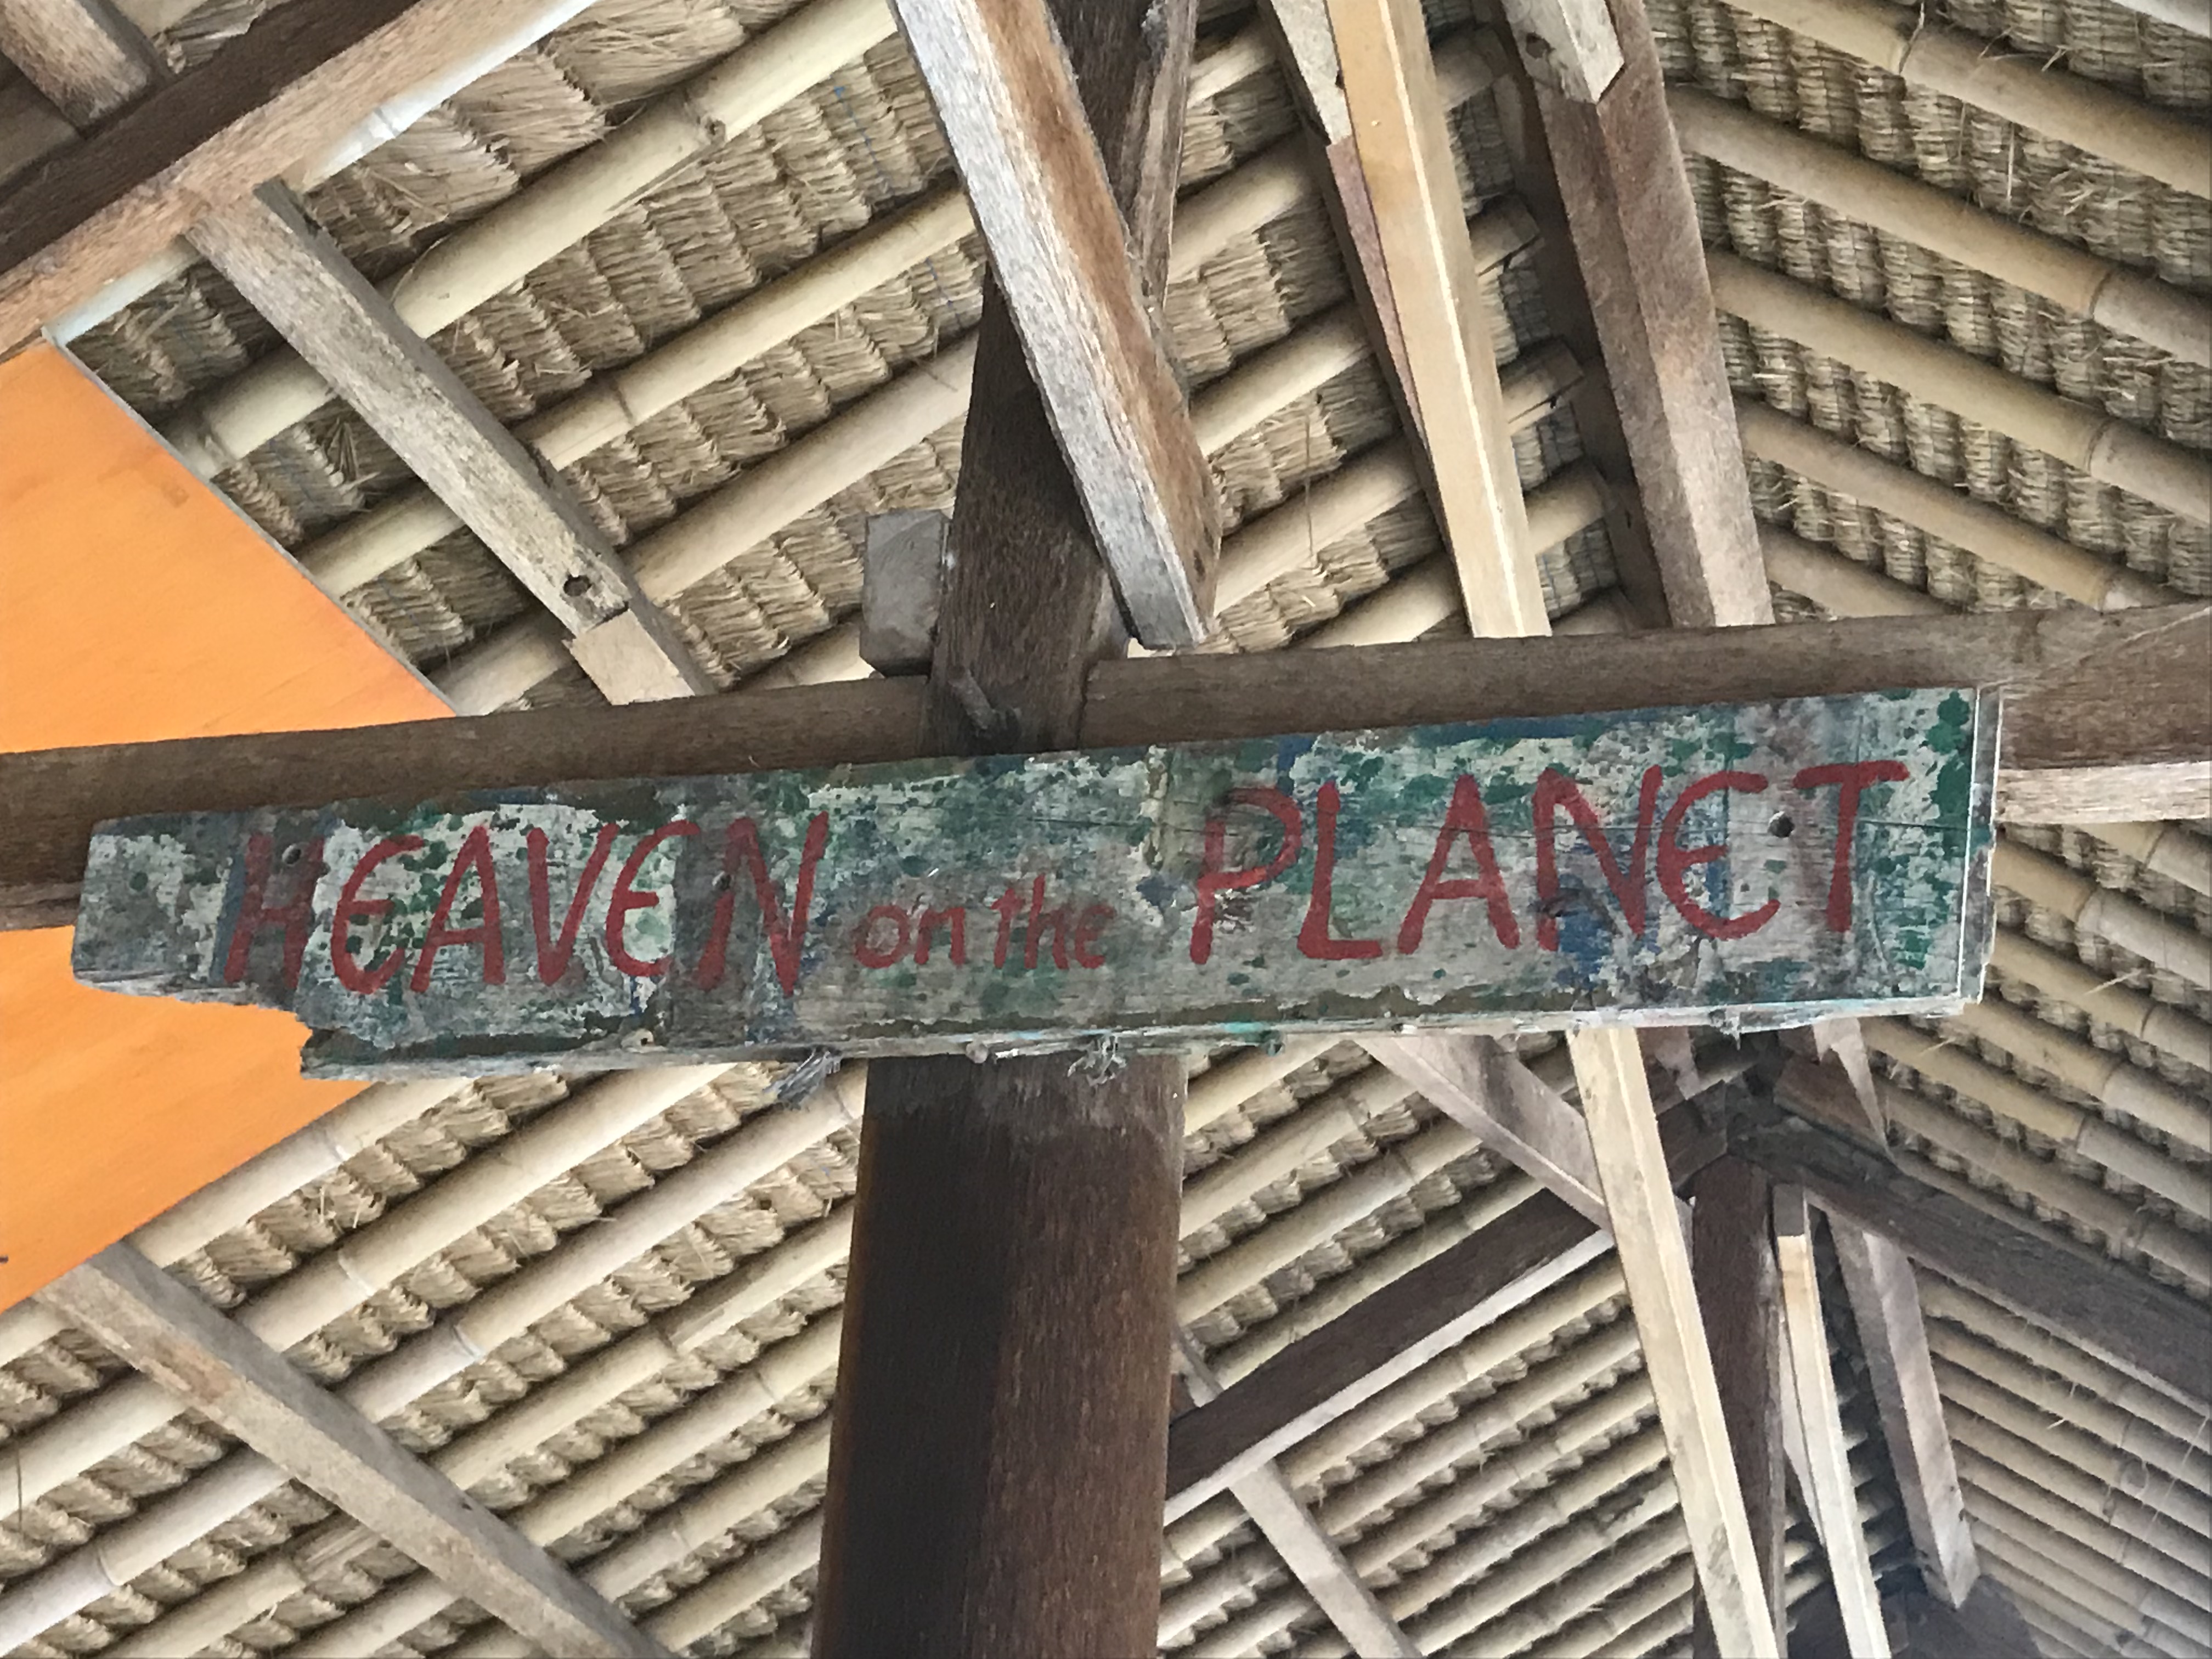 HEAVEN on the PLANET